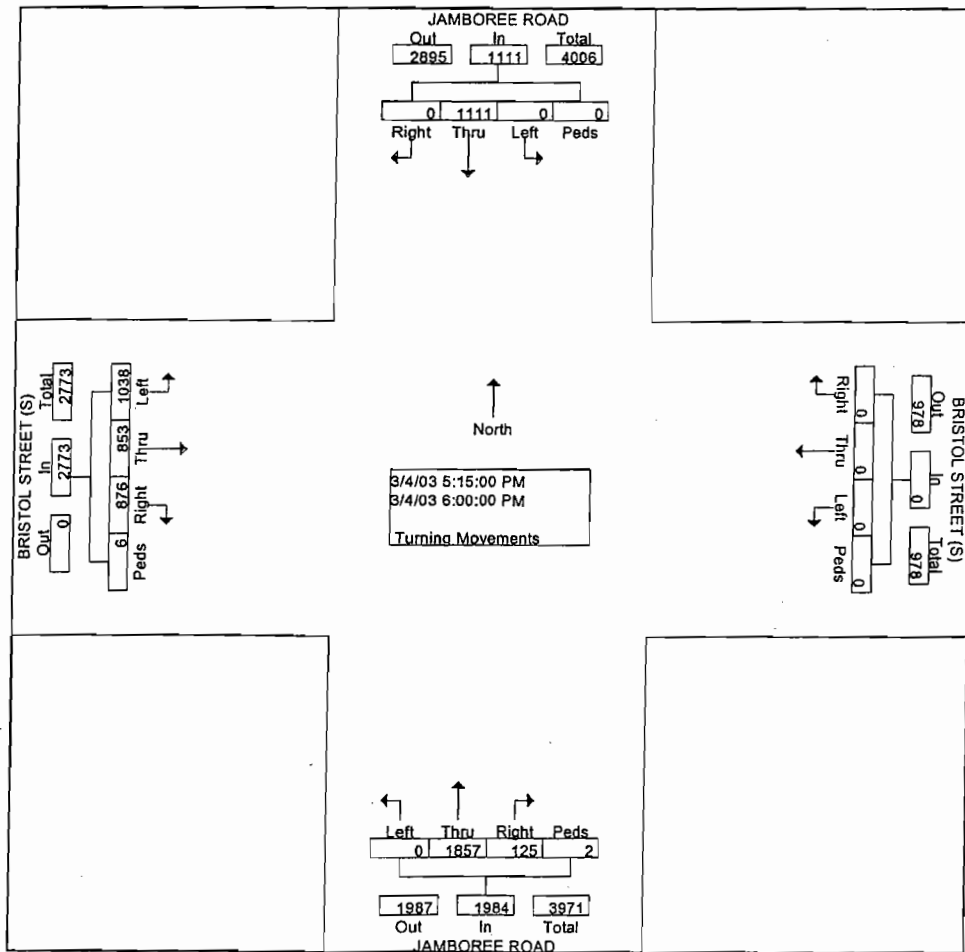 JAMBOREE ROAD
Out In Total
2895 1111 4006
0 1111 0 0
Right Thru Left Peds
BRISTOL STREET (S)
Out In Total
0 2773 2773
Left Thru Right Peds
1038 853 876 6
North
3/4/03 5:15:00 PM
3/4/03 6:00:00 PM
Turning Movements
Right Thru Left Peds
0 0 0 0
Out In Total
978 0 978
BRISTOL STREET (S)
Left Thru Right Peds
0 1857 125 2
1987 1984 3971
Out In Total
JAMBOREE ROAD